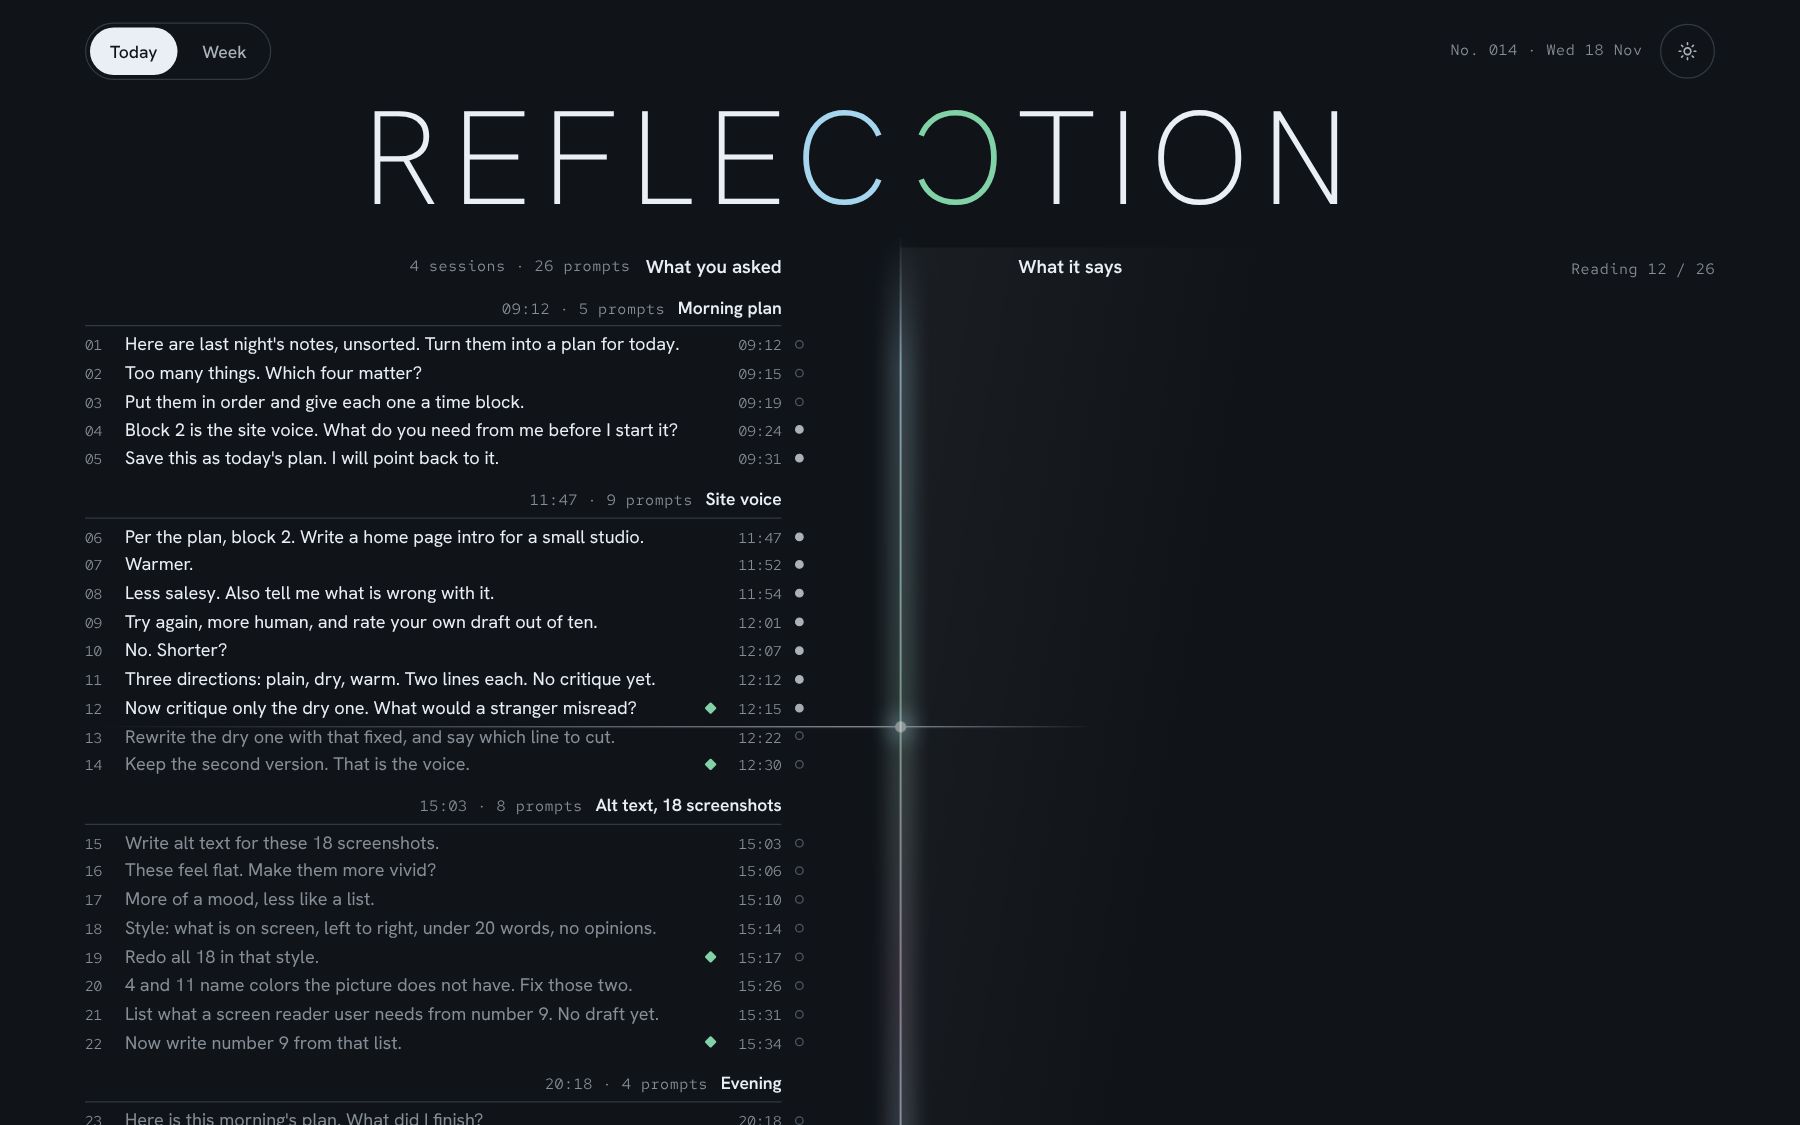 Today Week No. 014 · Wed 18 Nov
REFLECƆTION
4 sessions · 26 prompts What you asked What it says Reading 12 / 26
09:12 · 5 prompts Morning plan
01 Here are last night's notes, unsorted. Turn them into a plan for today. 09:12
02 Too many things. Which four matter? 09:15
03 Put them in order and give each one a time block. 09:19
04 Block 2 is the site voice. What do you need from me before I start it? 09:24
05 Save this as today's plan. I will point back to it. 09:31
11:47 · 9 prompts Site voice
06 Per the plan, block 2. Write a home page intro for a small studio. 11:47
07 Warmer. 11:52
08 Less salesy. Also tell me what is wrong with it. 11:54
09 Try again, more human, and rate your own draft out of ten. 12:01
10 No. Shorter? 12:07
11 Three directions: plain, dry, warm. Two lines each. No critique yet. 12:12
12 Now critique only the dry one. What would a stranger misread? 12:15
13 Rewrite the dry one with that fixed, and say which line to cut. 12:22
14 Keep the second version. That is the voice. 12:30
15:03 · 8 prompts Alt text, 18 screenshots
15 Write alt text for these 18 screenshots. 15:03
16 These feel flat. Make them more vivid? 15:06
17 More of a mood, less like a list. 15:10
18 Style: what is on screen, left to right, under 20 words, no opinions. 15:14
19 Redo all 18 in that style. 15:17
20 4 and 11 name colors the picture does not have. Fix those two. 15:26
21 List what a screen reader user needs from number 9. No draft yet. 15:31
22 Now write number 9 from that list. 15:34
20:18 · 4 prompts Evening
23 Here is this morning's plan. What did I finish? 20:18